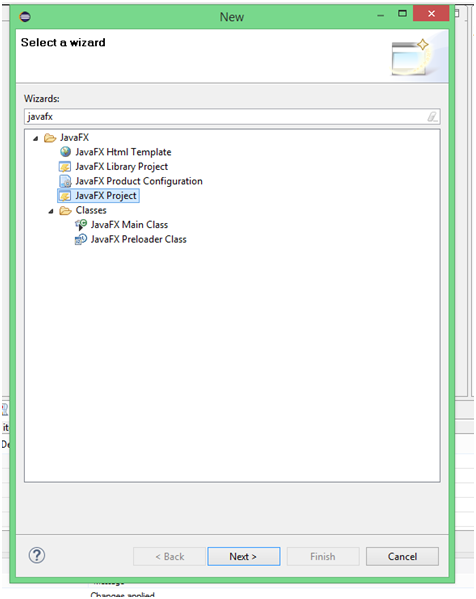 New
Select a wizard
Wizards:
javafx
JavaFX
JavaFX Html Template
JavaFX Library Project
JavaFX Product Configuration
JavaFX Project
Classes
JavaFX Main Class
JavaFX Preloader Class
it
De
< Back Next > Finish Cancel
Changes applied